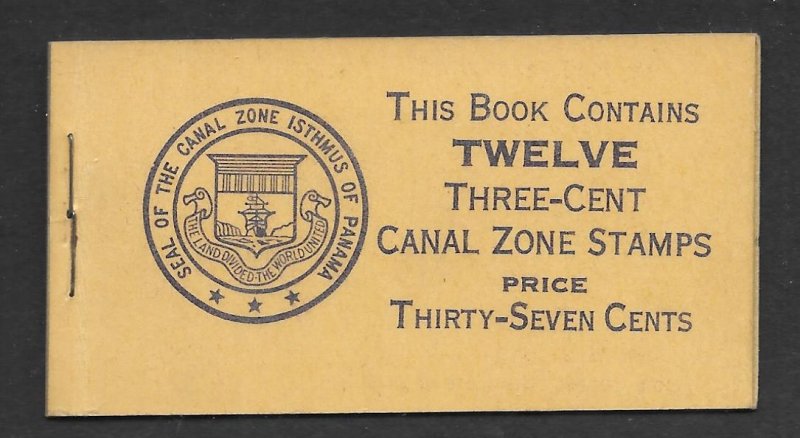 SEAL OF THE CANAL ZONE ISTHMUS OF PANAMA
THE LAND DIVIDED-THE WORLD UNITED
THIS BOOK CONTAINS
TWELVE
THREE-CENT
CANAL ZONE STAMPS
PRICE
THIRTY-SEVEN CENTS